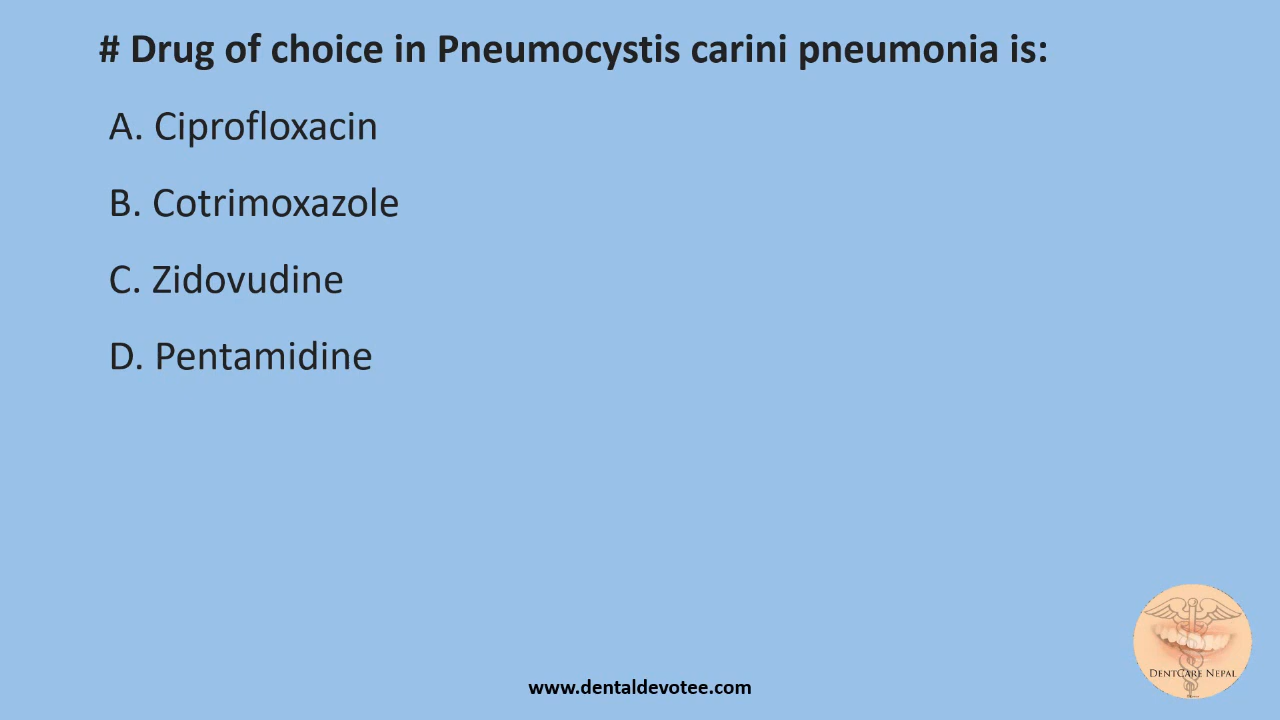 # Drug of choice in Pneumocystis carini pneumonia is:
A. Ciprofloxacin
B. Cotrimoxazole
C. Zidovudine
D. Pentamidine
DENTCARE NEPAL
www.dentaldevotee.com